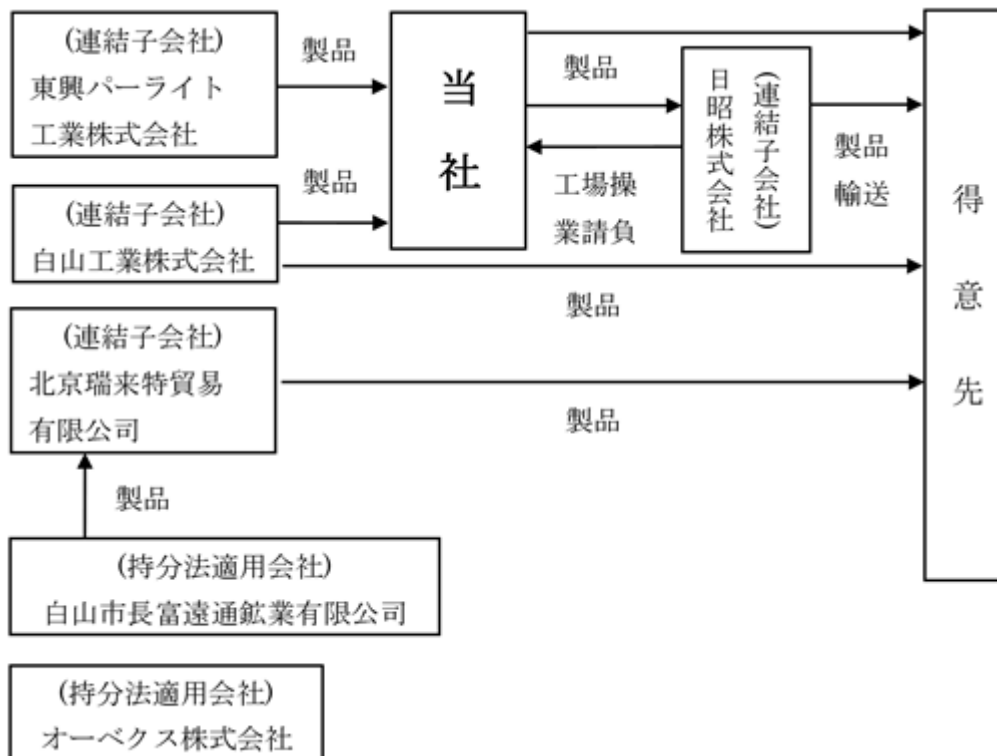 (連結子会社)
東興パーライト
工業株式会社
製品
当
社
製品
(連結子会社)
日昭株式会社
製品
輸送
工場操
業請負
得
意
先
(連結子会社)
白山工業株式会社
製品
製品
(連結子会社)
北京瑞来特貿易
有限公司
製品
製品
(持分法適用会社)
白山市長富遠通鉱業有限公司
(持分法適用会社)
オーベクス株式会社